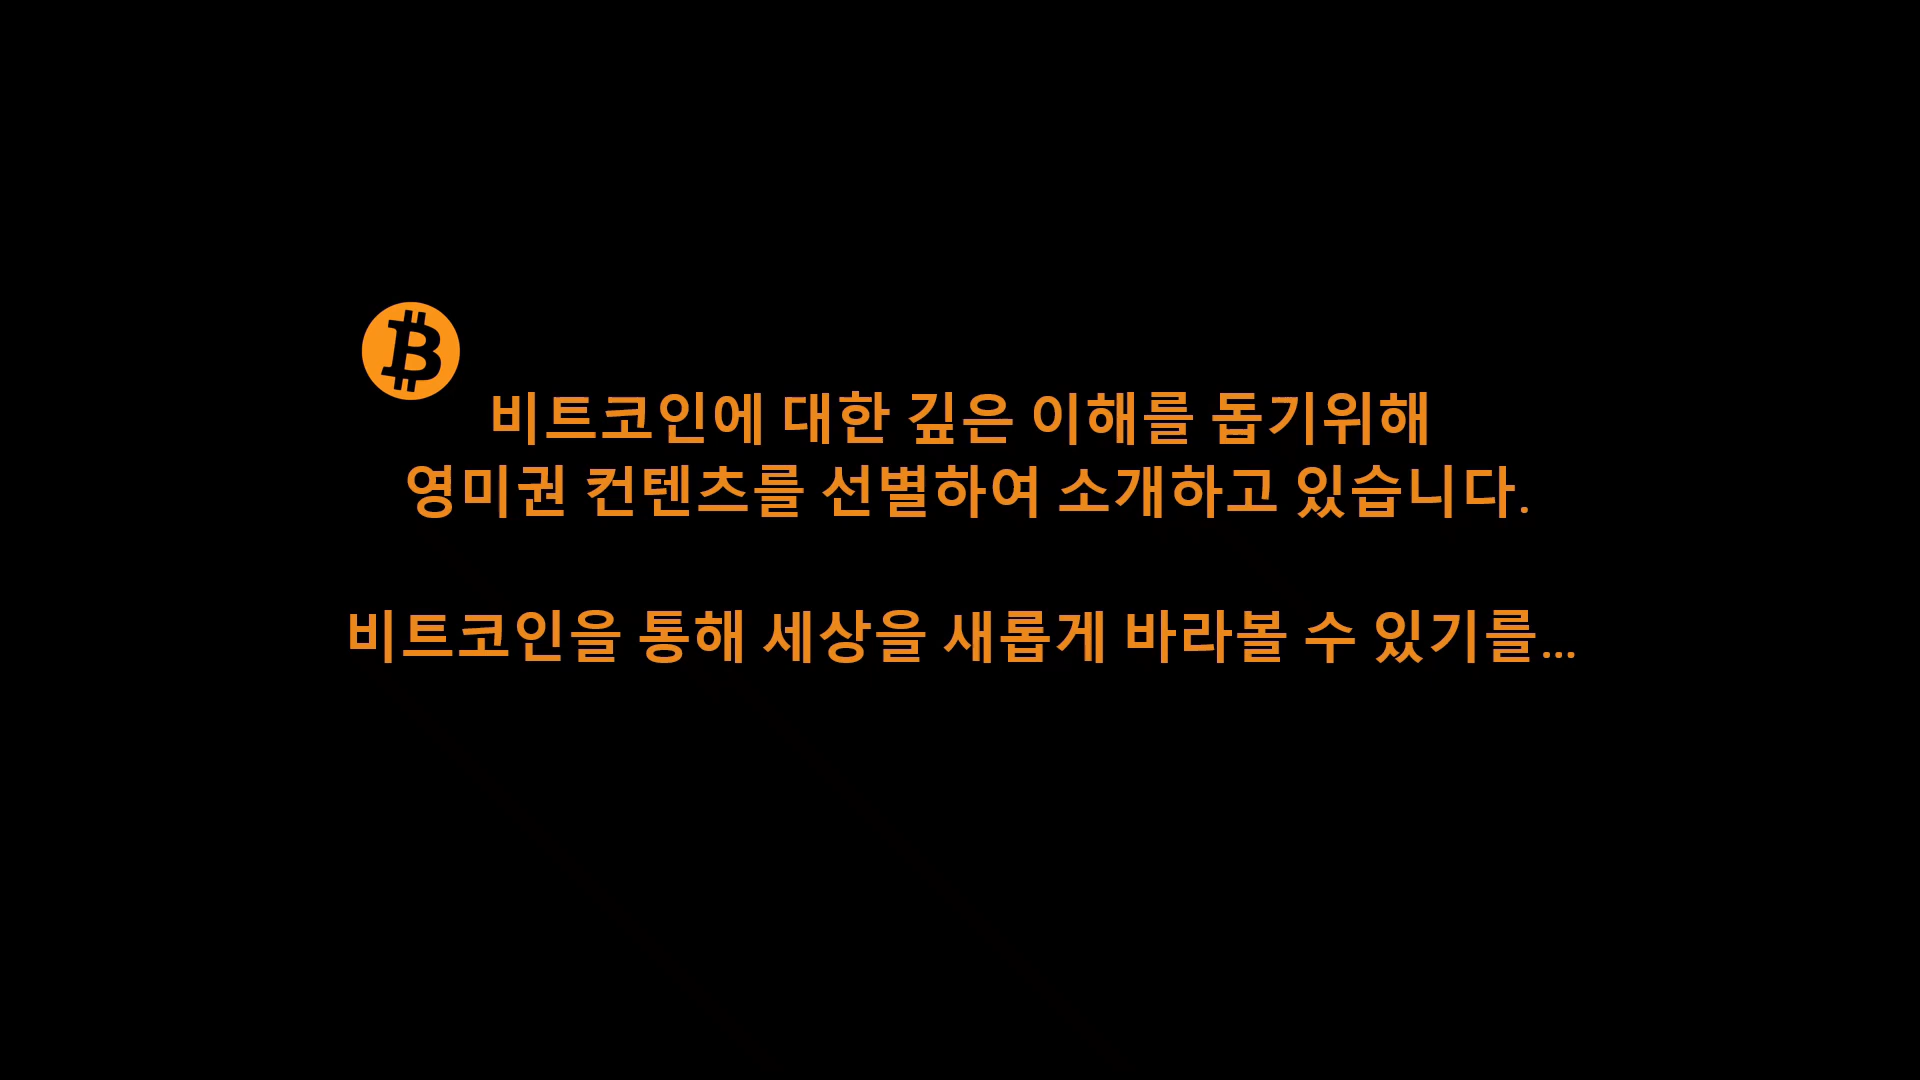 비트코인에 대한 깊은 이해를 돕기위해
영미권 컨텐츠를 선별하여 소개하고 있습니다.
비트코인을 통해 세상을 새롭게 바라볼 수 있기를...